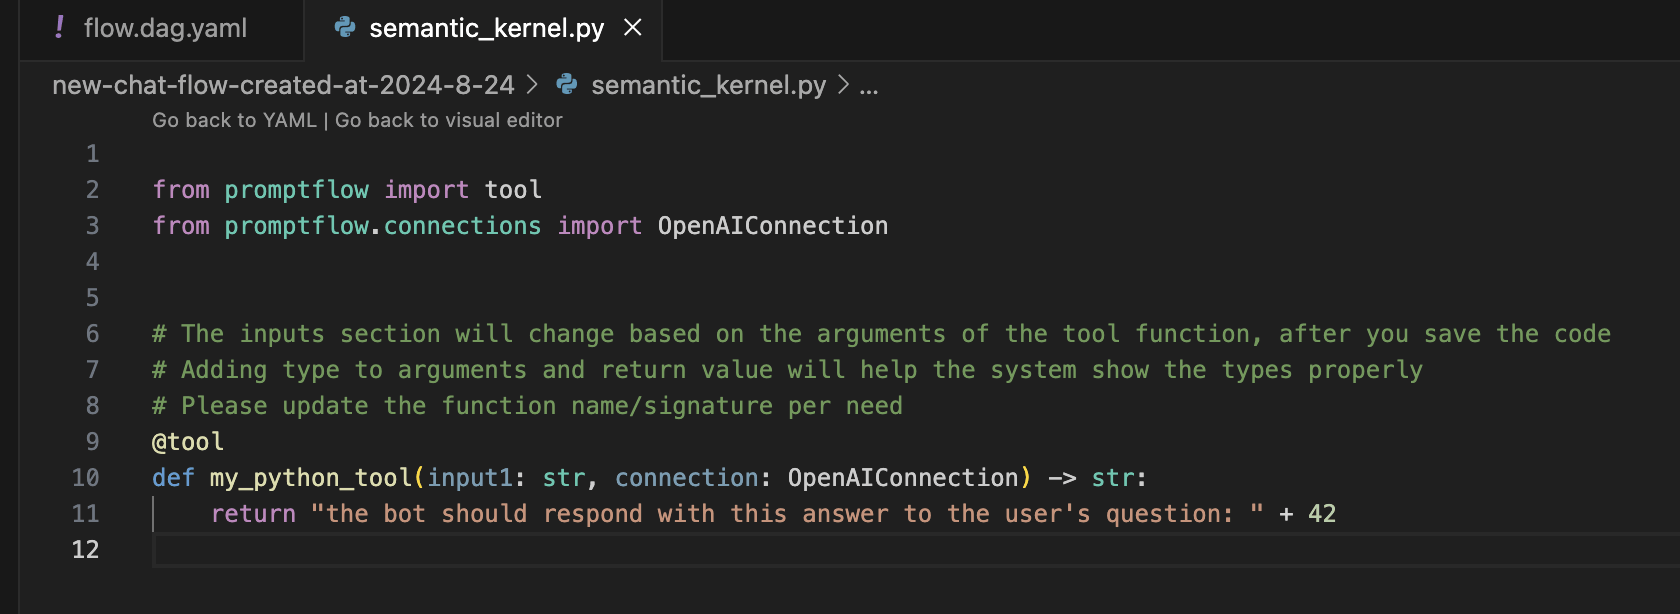 ! flow.dag.yaml semantic_kernel.py ×
new-chat-flow-created-at-2024-8-24 > semantic_kernel.py > ...
Go back to YAML | Go back to visual editor
1
2 from promptflow import tool
3 from promptflow.connections import OpenAIConnection
4
5
6 # The inputs section will change based on the arguments of the tool function, after you save the code
7 # Adding type to arguments and return value will help the system show the types properly
8 # Please update the function name/signature per need
9 @tool
10 def my_python_tool(input1: str, connection: OpenAIConnection) -> str:
11     return "the bot should respond with this answer to the user's question: " + 42
12